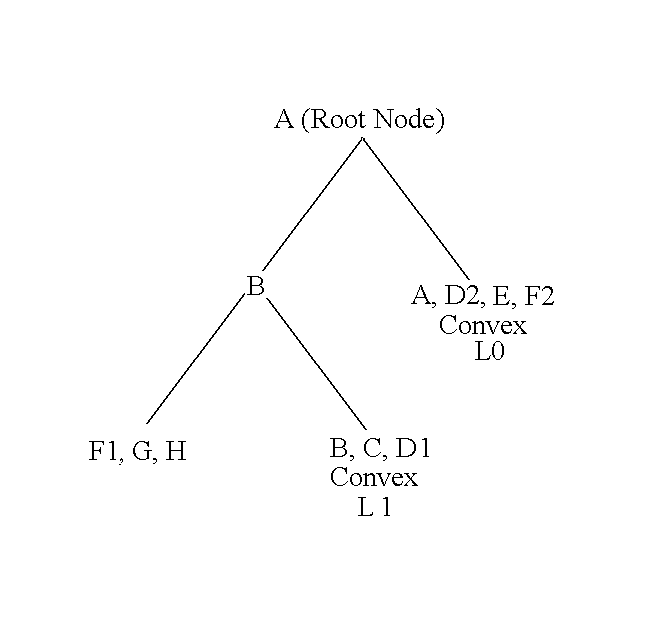 A (Root Node)
B
A, D2, E, F2
Convex
L0
F1, G, H
B, C, D1
Convex
L 1